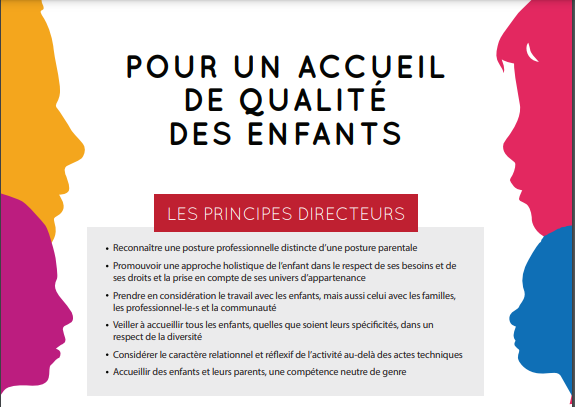 POUR UN ACCUEIL
DE QUALITÉ
DES ENFANTS
LES PRINCIPES DIRECTEURS
• Reconnaître une posture professionnelle distincte d'une posture parentale
• Promouvoir une approche holistique de l'enfant dans le respect de ses besoins et de
ses droits et la prise en compte de ses univers d'appartenance
• Prendre en considération le travail avec les enfants, mais aussi celui avec les familles,
les professionnel-le-s et la communauté
• Veiller à accueillir tous les enfants, quelles que soient leurs spécificités, dans un
respect de la diversité
• Considérer le caractère relationnel et réflexif de l'activité au-delà des actes techniques
• Accueillir des enfants et leurs parents, une compétence neutre de genre